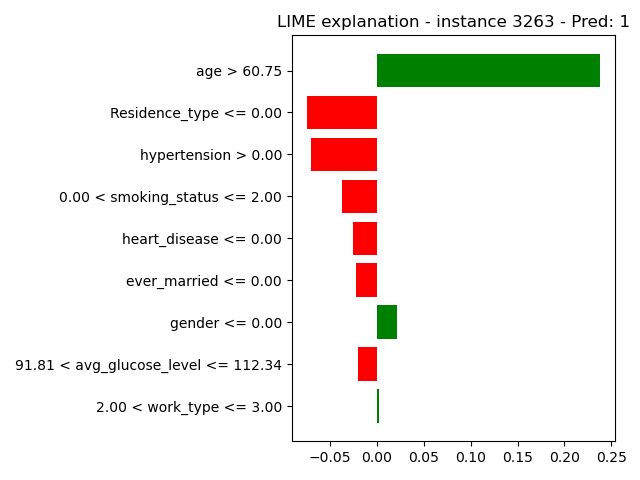 LIME explanation - instance 3263 - Pred: 1
age > 60.75
Residence_type <= 0.00
hypertension > 0.00
0.00 < smoking_status <= 2.00
heart_disease <= 0.00
ever_married <= 0.00
gender <= 0.00
91.81 < avg_glucose_level <= 112.34
2.00 < work_type <= 3.00
−0.05 0.00 0.05 0.10 0.15 0.20 0.25